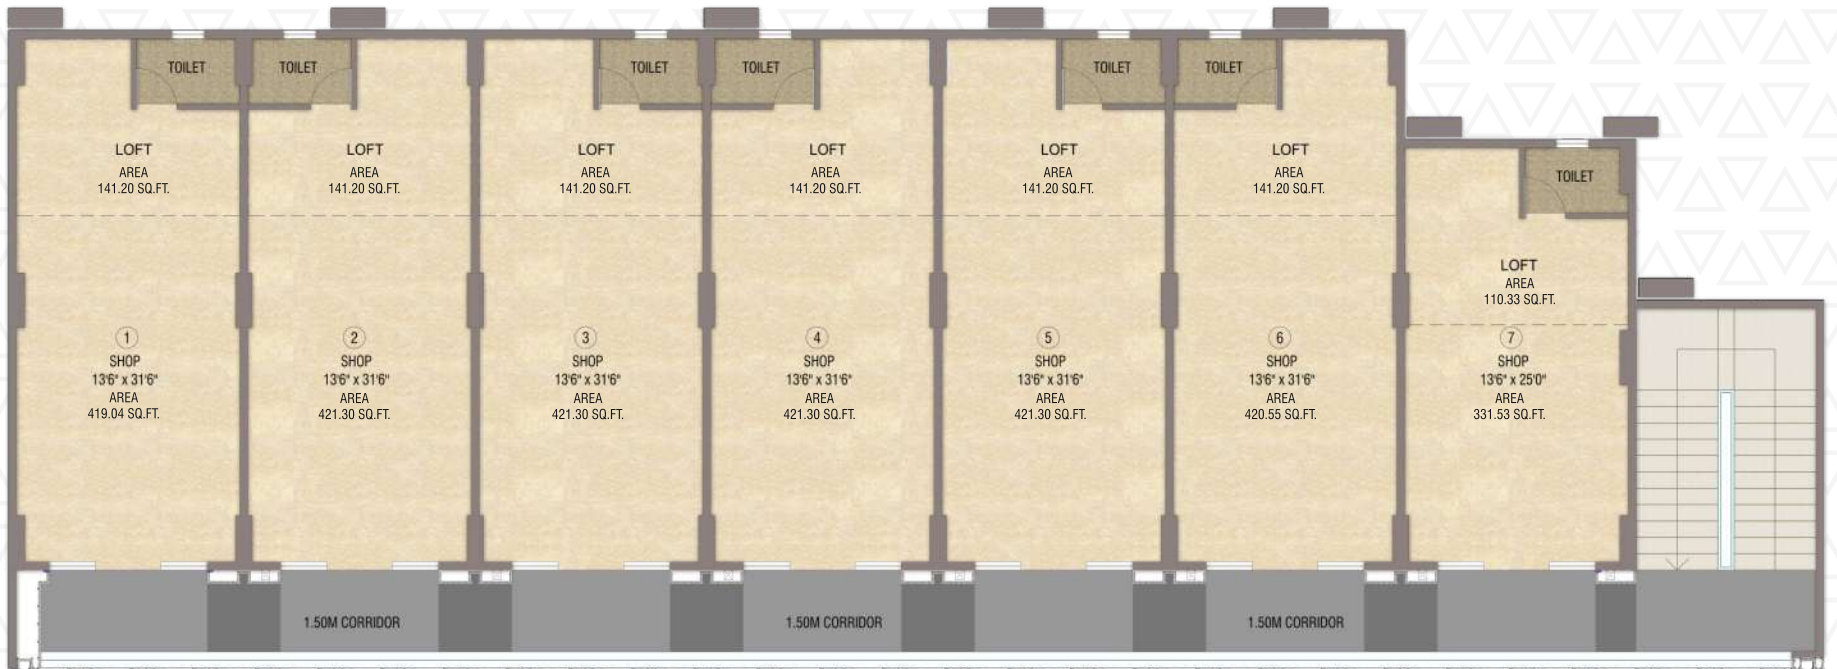 TOILET
TOILET
TOILET
TOILET
TOILET
TOILET
LOFT
AREA
141.20 SQ.FT.
LOFT
AREA
141.20 SQ.FT.
LOFT
AREA
141.20 SQ.FT.
LOFT
AREA
141.20 SQ.FT.
LOFT
AREA
141.20 SQ.FT.
LOFT
AREA
141.20 SQ.FT.
TOILET
LOFT
AREA
110.33 SQ.FT.
1
SHOP
13'6" x 31'6"
AREA
419.04 SQ.FT.
2
SHOP
13'6" x 31'6"
AREA
421.30 SQ.FT.
3
SHOP
13'6" x 31'6"
AREA
421.30 SQ.FT.
4
SHOP
13'6" x 31'6"
AREA
421.30 SQ.FT.
5
SHOP
13'6" x 31'6"
AREA
421.30 SQ.FT.
6
SHOP
13'6" x 31'6"
AREA
420.55 SQ.FT.
7
SHOP
13'6" x 25'0"
AREA
331.53 SQ.FT.
1.50M CORRIDOR
1.50M CORRIDOR
1.50M CORRIDOR